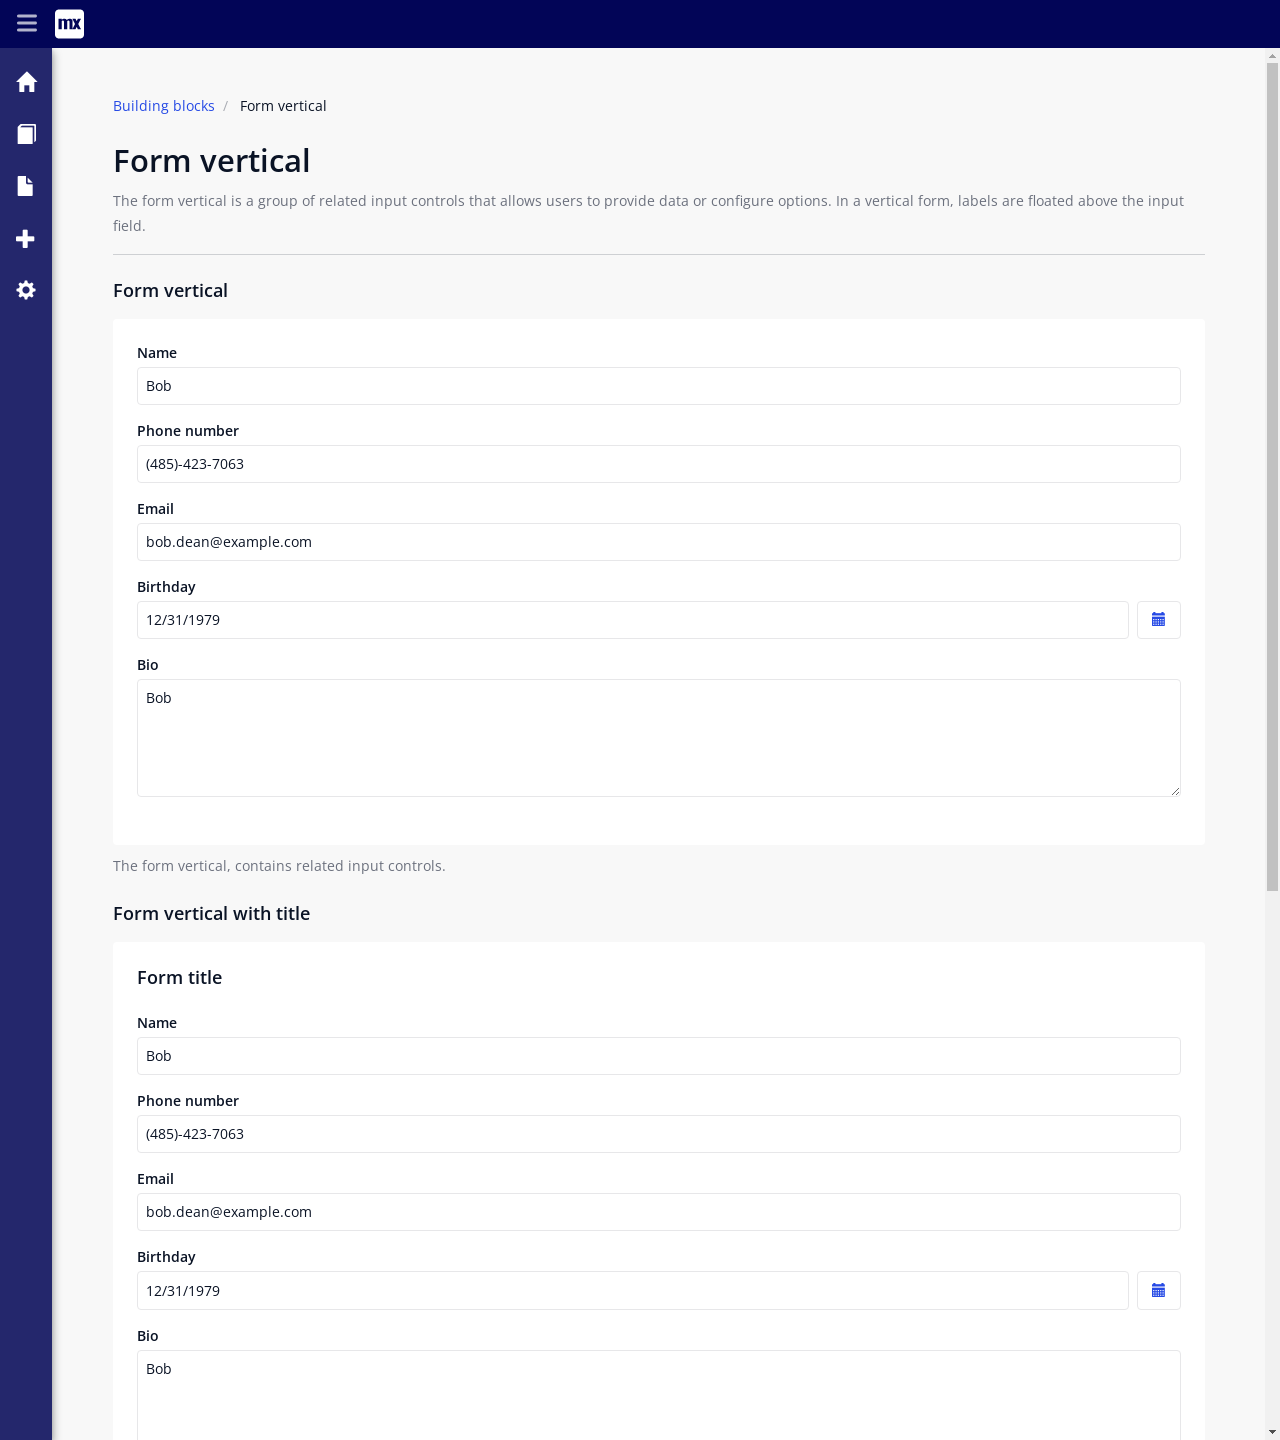 mx
Building blocks / Form vertical
Form vertical
The form vertical is a group of related input controls that allows users to provide data or configure options. In a vertical form, labels are floated above the input
field.
Form vertical
Name
Bob
Phone number
(485)-423-7063
Email
bob.dean@example.com
Birthday
12/31/1979
Bio
Bob
The form vertical, contains related input controls.
Form vertical with title
Form title
Name
Bob
Phone number
(485)-423-7063
Email
bob.dean@example.com
Birthday
12/31/1979
Bio
Bob